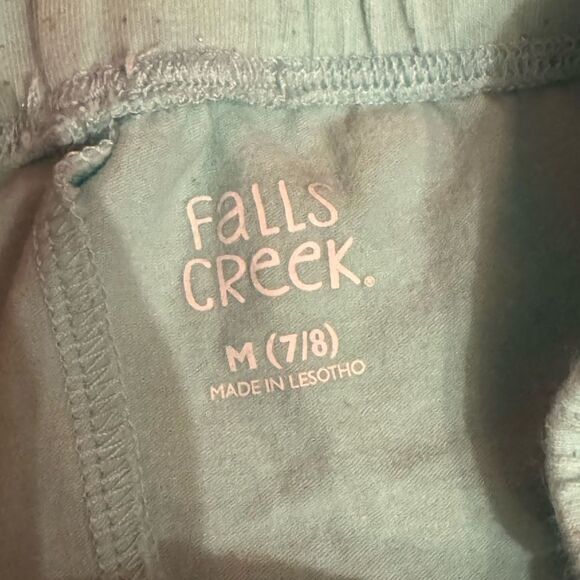 Falls
Creek.
M (7/8)
MADE IN LESOTHO